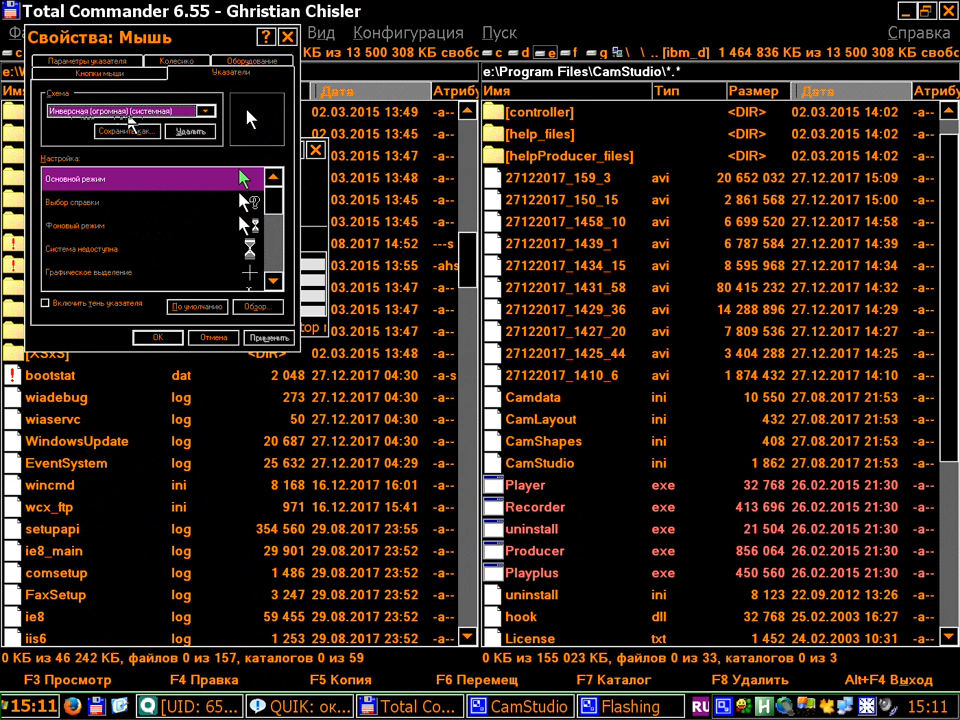 Total Commander 6.55 - Ghristian Ghisler
Вид Конфигурация Пуск Справка
Свойства: Мышь
Параметры указателя Колесико Оборудование
Кнопки мыши Указатели
Схема
Инверсная (огромная) (системная)
Сохранить как... Удалить
Настройка:
Основной режим
Выбор справки
Фоновый режим
Система недоступна
Графическое выделение
Включить тень указателя
По умолчанию Обзор...
ОК Отмена Применить
КБ из 13 500 308 КБ своб
c
КБ из 13 500 308 КБ свобо
c d e f g \ .. [ibm_d] 1 464 836 КБ из 13 500 308 КБ своб
e:\Program Files\CamStudio\*.*
Дата Атрибу
Имя Тип Размер Дата Атрибу
02.03.2015 13:49 -a--
02.03.2015 13:45 -a--
03.2015 13:47 -a--
03.2015 13:48 -a--
03.2015 13:45 -a--
03.2015 13:45 -a--
08.2017 14:52 ---s
03.2015 13:55 -ahs
03.2015 13:47 -a--
03.2015 13:47 -a--
03.2015 13:47 -a--
[XSxS] <DIR> 02.03.2015 13:48 -a--
bootstat dat 2 048 27.12.2017 04:30 -a-s
wiadebug log 273 27.12.2017 04:30 -a--
wiaservc log 50 27.12.2017 04:30 -a--
WindowsUpdate log 20 687 27.12.2017 04:30 -a--
EventSystem log 25 632 27.12.2017 04:29 -a--
wincmd ini 8 168 16.12.2017 16:01 -a--
wcx_ftp ini 971 16.12.2017 15:41 -a--
setupapi log 354 560 29.08.2017 23:55 -a--
ie8_main log 29 901 29.08.2017 23:52 -a--
comsetup log 1 486 29.08.2017 23:52 -a--
FaxSetup log 3 247 29.08.2017 23:52 -a--
ie8 log 59 455 29.08.2017 23:52 -a--
iis6 log 1 253 29.08.2017 23:52 -a--
[controller] <DIR> 02.03.2015 14:02 -a--
[help_files] <DIR> 02.03.2015 14:02 -a--
[helpProducer_files] <DIR> 02.03.2015 14:02 -a--
27122017_159_3 avi 20 652 032 27.12.2017 15:09 -a--
27122017_150_15 avi 2 861 568 27.12.2017 15:00 -a--
27122017_1458_10 avi 6 699 520 27.12.2017 14:58 -a--
27122017_1439_1 avi 6 787 584 27.12.2017 14:39 -a--
27122017_1434_15 avi 8 595 968 27.12.2017 14:34 -a--
27122017_1431_58 avi 80 415 232 27.12.2017 14:32 -a--
27122017_1429_36 avi 14 288 896 27.12.2017 14:29 -a--
27122017_1427_20 avi 7 809 536 27.12.2017 14:27 -a--
27122017_1425_44 avi 3 404 288 27.12.2017 14:25 -a--
27122017_1410_6 avi 1 874 432 27.12.2017 14:10 -a--
Camdata ini 10 550 27.08.2017 21:53 -a--
CamLayout ini 432 27.08.2017 21:53 -a--
CamShapes ini 408 27.08.2017 21:53 -a--
CamStudio ini 1 862 27.08.2017 21:53 -a--
Player exe 32 768 26.02.2015 21:30 -a--
Recorder exe 413 696 26.02.2015 21:30 -a--
uninstall exe 21 504 26.02.2015 21:30 -a--
Producer exe 856 064 26.02.2015 21:30 -a--
Playplus exe 450 560 26.02.2015 21:30 -a--
uninstall ini 8 123 22.09.2012 13:26 -a--
hook dll 32 768 25.03.2003 16:27 -a--
License txt 1 452 24.02.2003 10:31 -a--
0 КБ из 46 242 КБ, файлов 0 из 157, каталогов 0 из 59
0 КБ из 155 023 КБ, файлов 0 из 33, каталогов 0 из 3
F3 Просмотр F4 Правка F5 Копия F6 Перемещ F7 Каталог F8 Удалить Alt+F4 Выход
15:11 [UID: 65... QUIK: ок... Total Co... CamStudio Flashing RU 15:11